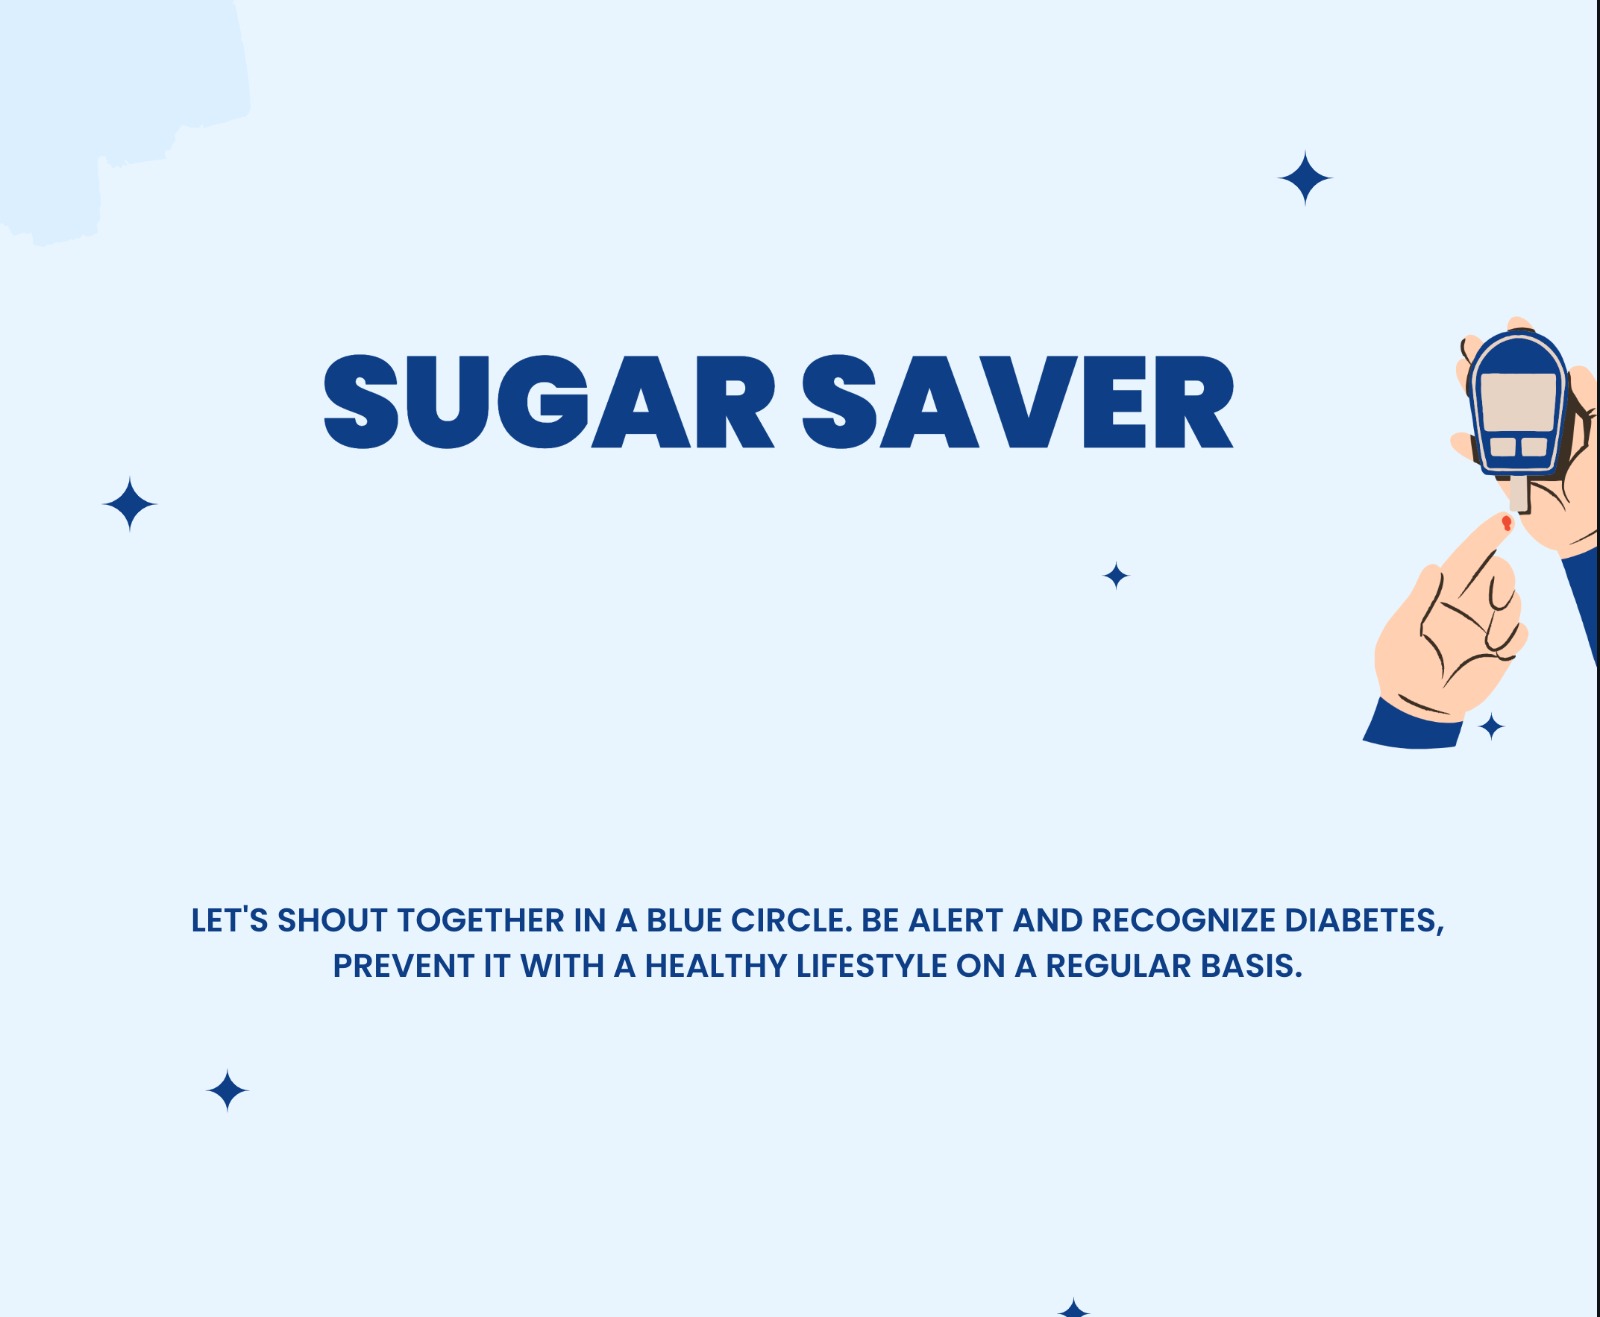 SUGAR SAVER
LET'S SHOUT TOGETHER IN A BLUE CIRCLE. BE ALERT AND RECOGNIZE DIABETES,
PREVENT IT WITH A HEALTHY LIFESTYLE ON A REGULAR BASIS.